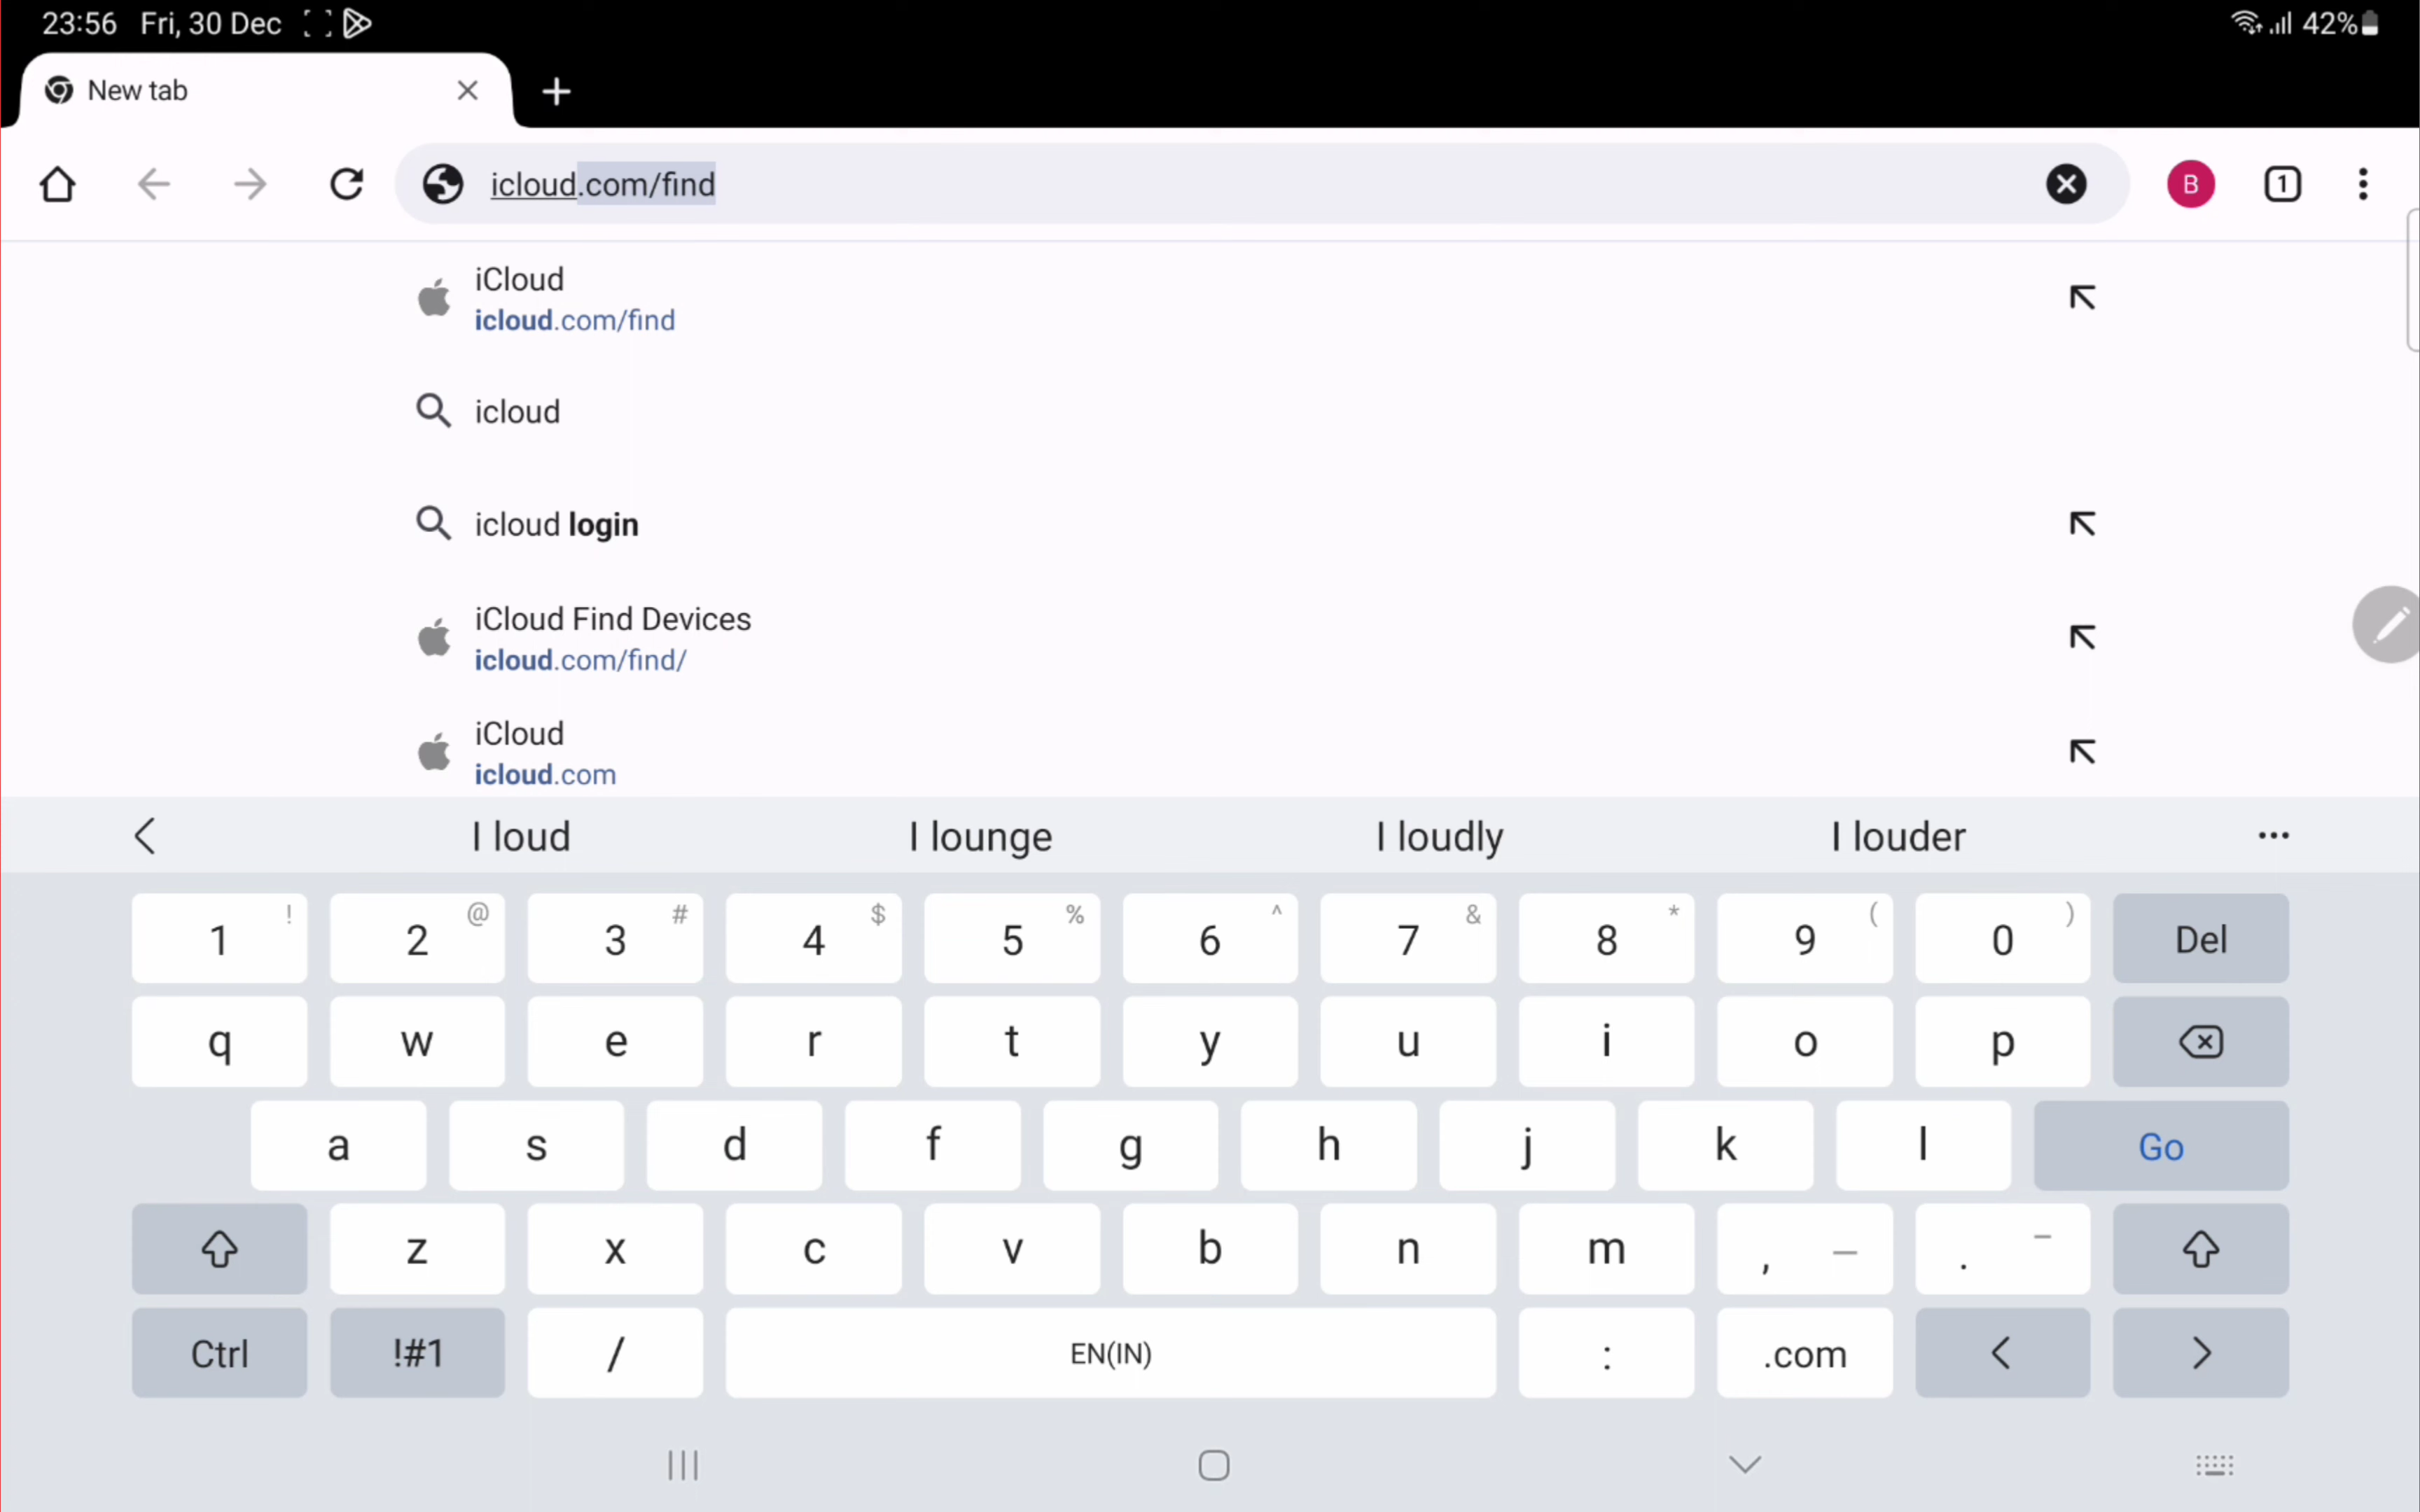 23:56 Fri, 30 Dec 42%
New tab
icloud.com/find B 1
iCloud
icloud.com/find
icloud
icloud login
iCloud Find Devices
icloud.com/find/
iCloud
icloud.com
I loud I lounge I loudly I louder ...
1 ! 2 @ 3 # 4 $ 5 % 6 ^ 7 & 8 * 9 ( 0 ) Del
q w e r t y u i o p
a s d f g h j k l Go
z x c v b n m , _ . -
Ctrl !#1 / EN(IN) : .com < >